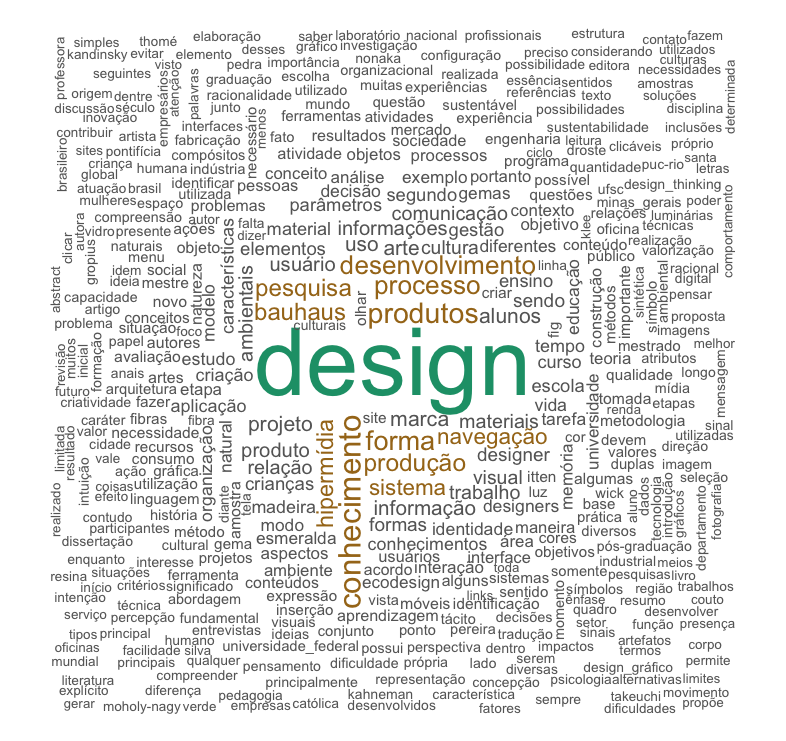 simples thomé elaboração saber laboratório nacional profissionais estrutura contato fazem
kandinsky evitar elemento desses gráfico investigação preciso considerando utilizados
professora visto pedra importância nonaka configuração possibilidade editora culturas
seguintes empresários atenção palavras graduação escolha organizacional realizada essência sentidos necessidades
origem dentre racionalidade utilizado muitas experiências referências texto amostras
discussão século junto mundo questão sustentável possibilidades soluções disciplina determinada
inovação interfaces necessário menos ferramentas atividades experiência
contribuir artista fabricação fato resultados mercado engenharia sustentabilidade leitura inclusões
brasileiro sites pontifícia compósitos sociedade ciclo droste clicáveis próprio
criança humana indústria atividade objetos processos programa quantidade puc-rio santa
global identificar conceito análise exemplo portanto possível letras
atuação brasil utilizada pessoas decisão segundo gemas questões ufsc design_thinking
mulheres espaço problemas parâmetros minas_gerais poder
compreensão autor comunicação contexto relações luminárias comportamento
autora vidro presente ações características falta material informações gestão objetivo klee oficina técnicas
dicar gropius naturais objeto dizer elementos uso arte cultura diferentes conteúdo público realização valorização
menu usuário desenvolvimento linha
abstract idem social natureza ambientais ensino educação construção métodos importante sintética símbolo ambiental racional
ideia mestre pesquisa processo criar digital
capacidade novo modelo olhar sendo pensar
artigo conceitos bauhaus produtos alunos fig proposta
problema situação foco culturais imagens
papel autores design tempo mestrado melhor
revisão muitos inicial formação avaliação estudo curso teoria atributos mensagem
anais artes criação qualidade longo
futuro arquitetura etapa escola mídia
criatividade fazer aplicação vida tomada etapas
caráter fibras fibra projeto site marca materiais tarefa universidade renda metodologia sinal
limitada resultado valor necessidade organização natural hipermídia conhecimento forma navegação cor devem utilizadas
cidade recursos produto designer memória valores direção
vale consumo relação produção duplas imagem
intuição ação gráfica crianças visual itten algumas seleção
coisas utilização sistema trabalho luz wick aluno dados tecnologia introdução gráficos departamento fotografia
realizado efeito linguagem diante amostra tela madeira informação designers base
contudo história modo formas identidade maneira prática
participantes método esmeralda área cores diversos
dissertação cultural gema aspectos conhecimentos objetivos pós-graduação
enquanto interesse projetos usuários interface industrial meios
resina situações ferramenta ambiente acordo interação toda somente pesquisas livro
início critérios significado conteúdos ecodesign alguns sistemas símbolos região trabalhos
intenção abordagem expressão links sentido momento ênfase resumo couto
técnica vista móveis identificação quadro desenvolver
serviço percepção fundamental inserção visuais aprendizagem tácito decisões setor função presença
tipos principal entrevistas ideias conjunto ponto pereira tradução sinais artefatos
oficinas humano universidade_federal possui perspectiva dentro impactos termos corpo
facilidade silva
mundial principais qualquer pensamento dificuldade própria lado serem diversas design_gráfico permite
literatura compreender principalmente representação concepção psicologia alternativas limites
explícito diferença pedagogia kahneman característica sempre takeuchi movimento
gerar moholy-nagy verde empresas católica desenvolvidos fatores dificuldades propõe